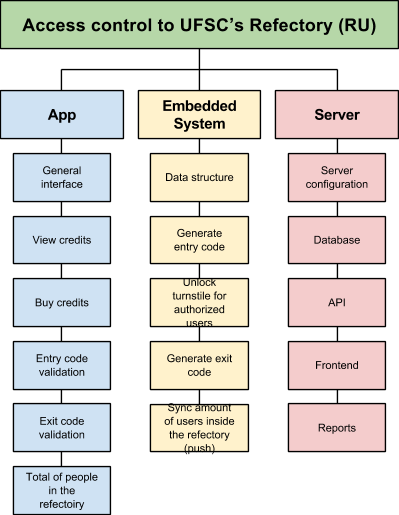 Access control to UFSC's Refectory (RU)
App
General
interface
View credits
Buy credits
Entry code
validation
Exit code
validation
Total of people
in the
refectoiry
Embedded
System
Data structure
Generate
entry code
Unlock
turnstile for
authorized
users
Generate exit
code
Sync amount
of users inside
the refectory
(push)
Server
Server
configuration
Database
API
Frontend
Reports